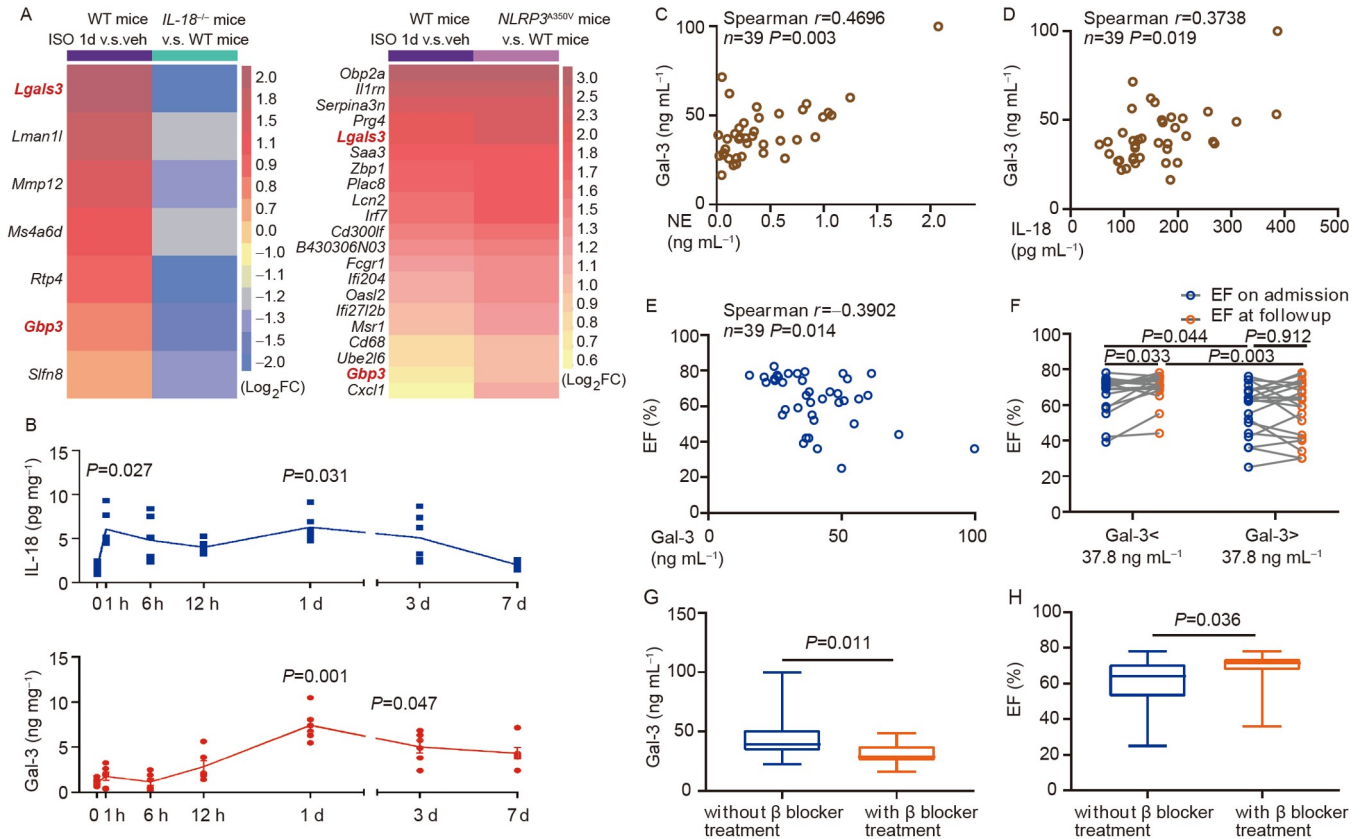 A
WT mice
ISO 1d v.s.veh
IL-18⁻/⁻ mice
v.s. WT mice
Lgals3
Lman1l
Mmp12
Ms4a6d
Rtp4
Gbp3
Slfn8
2.0
1.8
1.5
1.1
0.9
0.8
0.7
0.0
−1.0
−1.1
−1.2
−1.3
−1.5
−2.0
(Log₂FC)
WT mice
ISO 1d v.s.veh
NLRP3ᴬ³⁵⁰ⱽ mice
v.s. WT mice
Obp2a
Il1rn
Serpina3n
Prg4
Lgals3
Saa3
Zbp1
Plac8
Lcn2
Irf7
Cd300lf
B430306N03
Fcgr1
Ifi204
Oasl2
Ifi27l2b
Msr1
Cd68
Ube2l6
Gbp3
Cxcl1
3.0
2.5
2.3
2.0
1.8
1.7
1.6
1.5
1.3
1.2
1.1
1.0
0.9
0.8
0.7
0.6
(Log₂FC)
B
IL-18 (pg mg⁻¹)
15
10
5
0
P=0.027
P=0.031
0 1 h 6 h 12 h 1 d 3 d 7 d
Gal-3 (ng mg⁻¹)
15
10
5
0
P=0.001
P=0.047
0 1 h 6 h 12 h 1 d 3 d 7 d
C
Spearman r=0.4696
n=39 P=0.003
Gal-3 (ng mL⁻¹)
100
50
0
NE
(ng mL⁻¹)
0.0 0.5 1.0 1.5 2.0
D
Spearman r=0.3738
n=39 P=0.019
Gal-3 (ng mL⁻¹)
100
50
0
IL-18
(pg mL⁻¹)
0 100 200 300 400 500
E
Spearman r=−0.3902
n=39 P=0.014
EF (%)
100
80
60
40
20
0
Gal-3
(ng mL⁻¹)
0 50 100
F
EF on admission
EF at followup
EF (%)
100
80
60
40
20
0
P=0.044
P=0.912
P=0.033
P=0.003
Gal-3<
37.8 ng mL⁻¹
Gal-3>
37.8 ng mL⁻¹
G
Gal-3 (ng mL⁻¹)
150
100
50
0
P=0.011
without β blocker
treatment
with β blocker
treatment
H
EF (%)
100
80
60
40
20
0
P=0.036
without β blocker
treatment
with β blocker
treatment